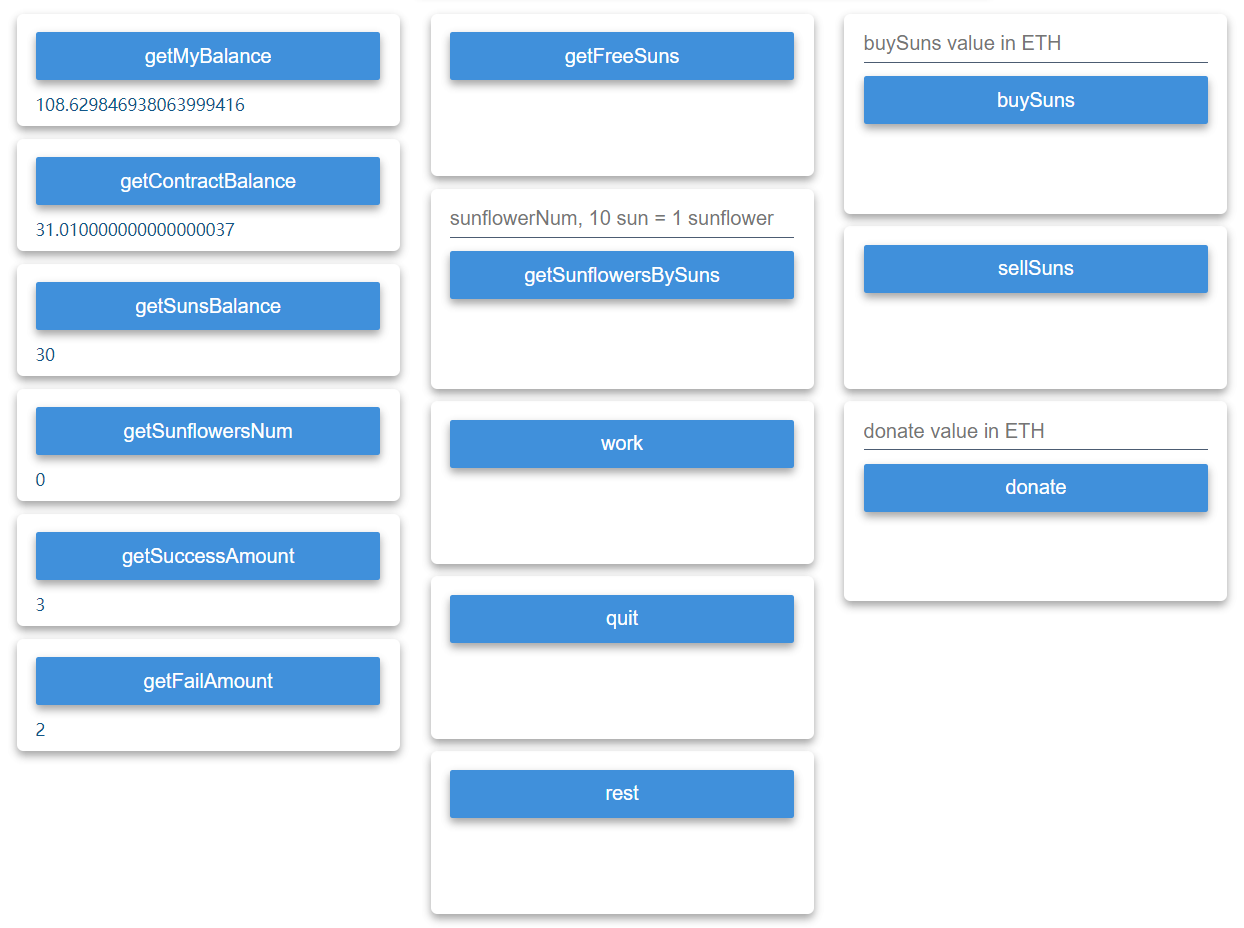 getMyBalance
108.629846938063999416
getContractBalance
31.010000000000000037
getSunsBalance
30
getSunflowersNum
0
getSuccessAmount
3
getFailAmount
2
getFreeSuns
sunflowerNum, 10 sun = 1 sunflower
getSunflowersBySuns
work
quit
rest
buySuns value in ETH
buySuns
sellSuns
donate value in ETH
donate